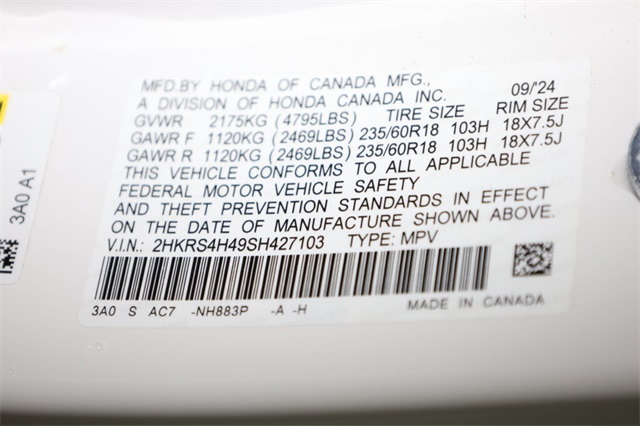 MFD.BY HONDA OF CANADA MFG.,
A DIVISION OF HONDA CANADA INC. 09/'24
GVWR 2175KG (4795LBS) TIRE SIZE RIM SIZE
GAWR F 1120KG (2469LBS) 235/60R18 103H 18X7.5J
GAWR R 1120KG (2469LBS) 235/60R18 103H 18X7.5J
THIS VEHICLE CONFORMS TO ALL APPLICABLE
FEDERAL MOTOR VEHICLE SAFETY
AND THEFT PREVENTION STANDARDS IN EFFECT
ON THE DATE OF MANUFACTURE SHOWN ABOVE.
V.I.N.: 2HKRS4H49SH427103 TYPE: MPV
3A0 S AC7 -NH883P -A -H MADE IN CANADA
3A0 A1